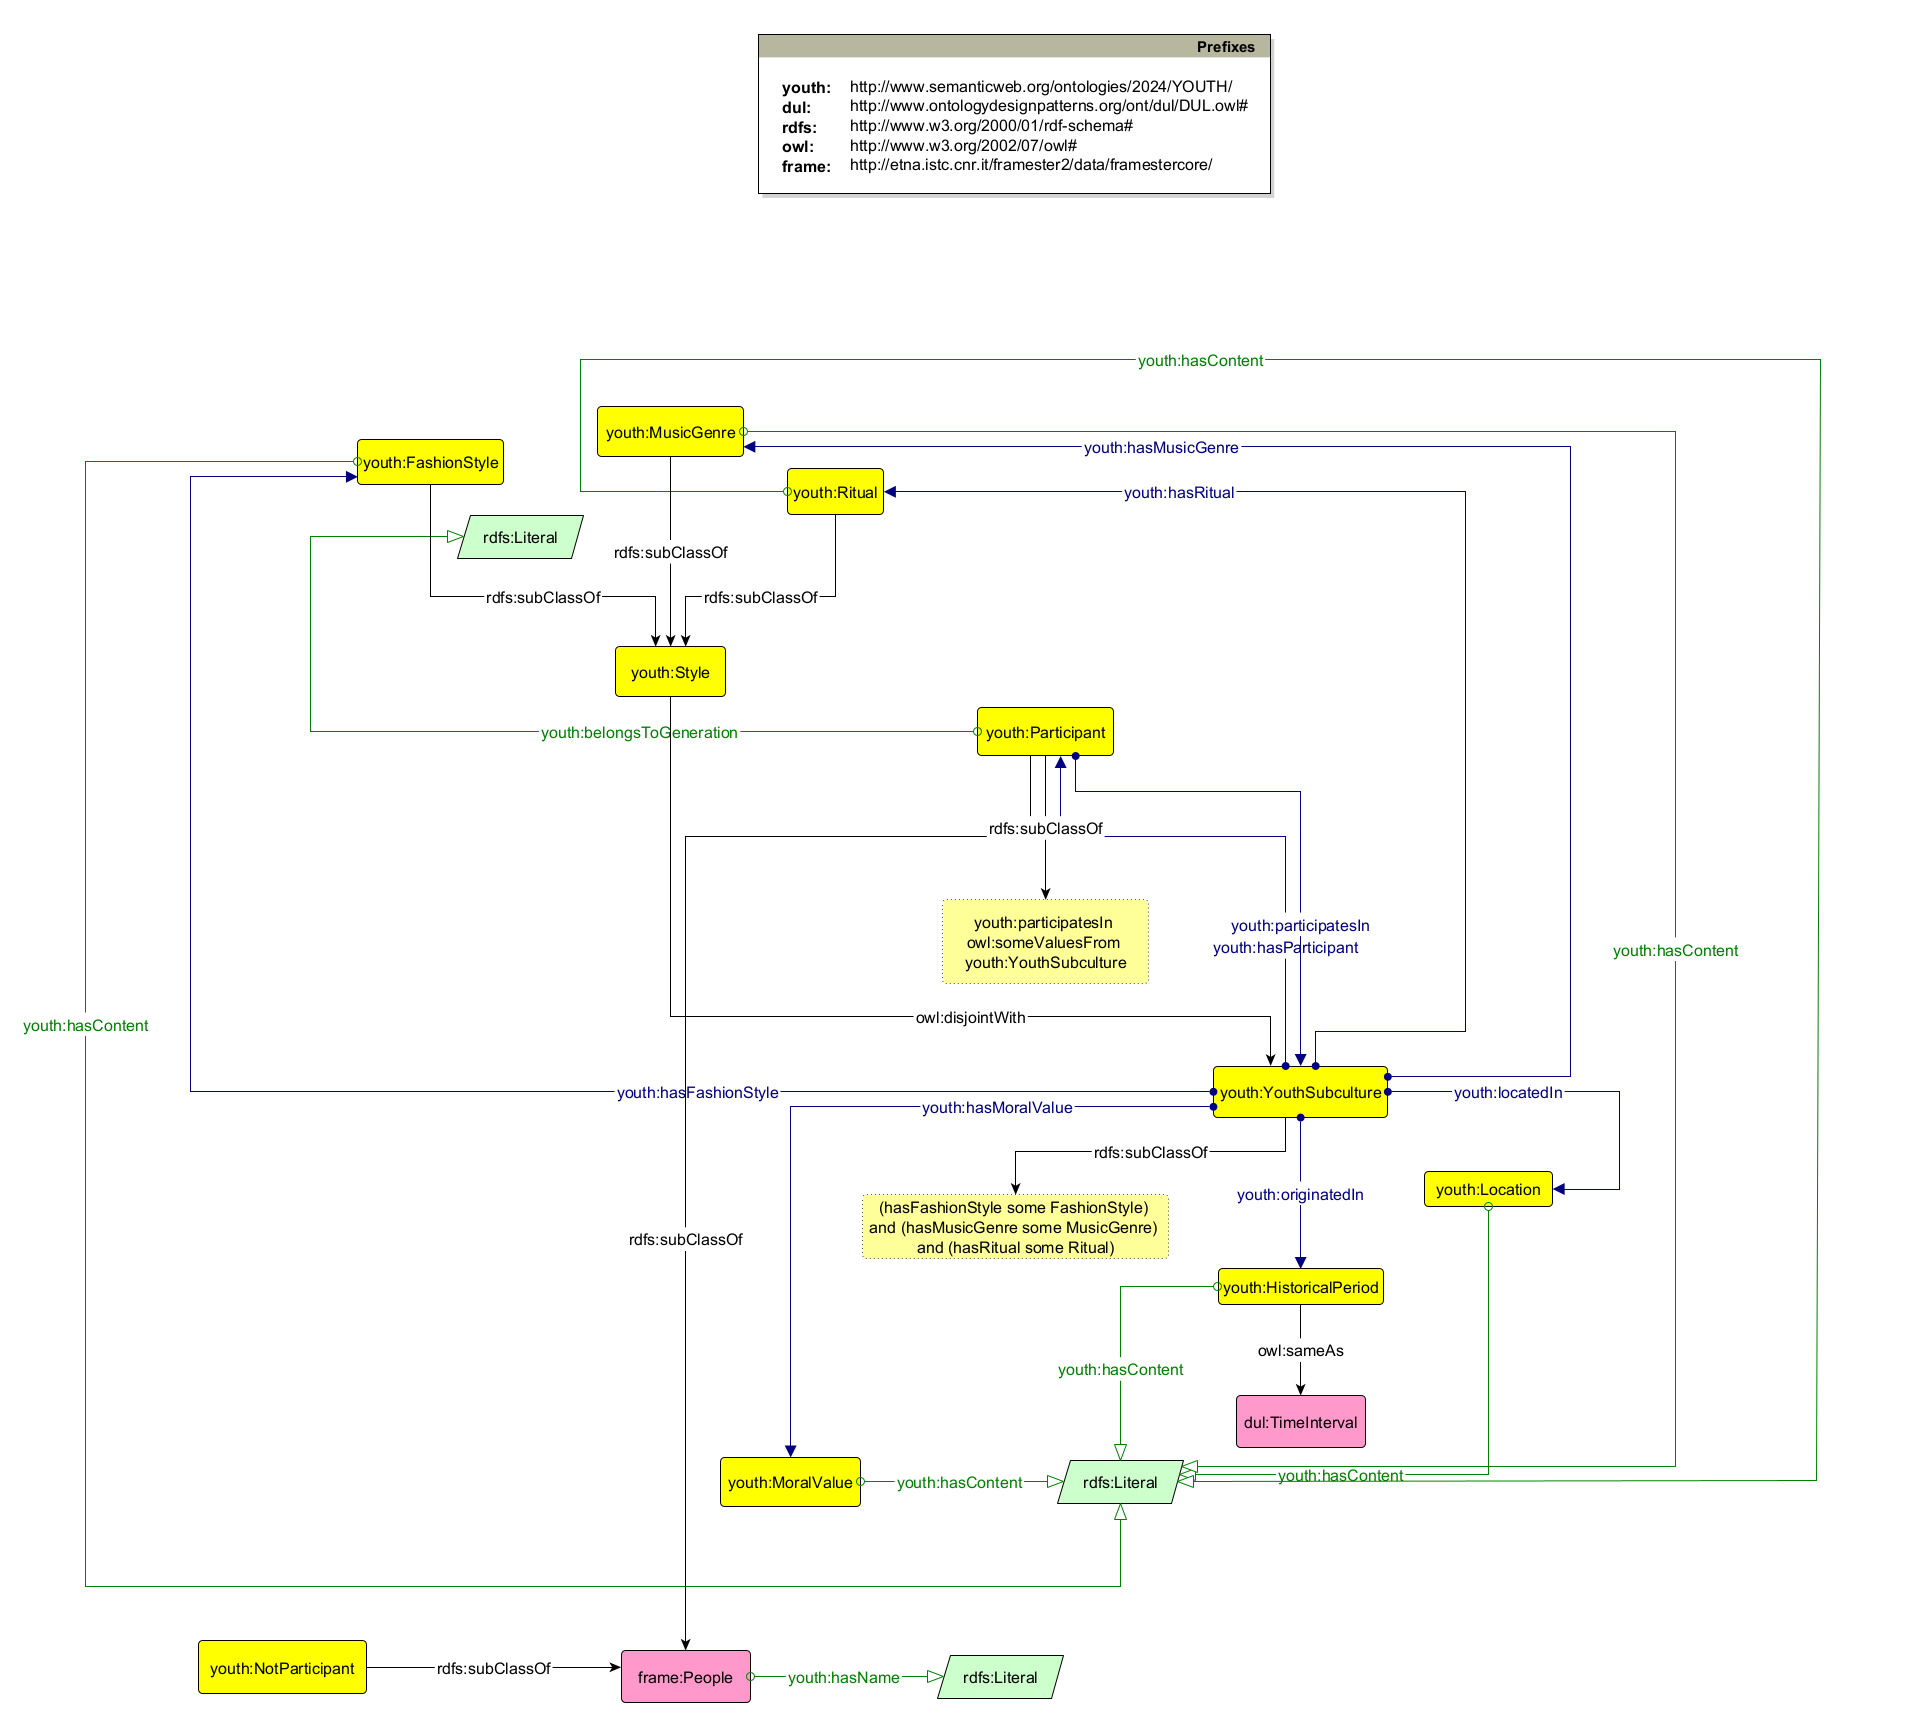 Prefixes
youth: http://www.semanticweb.org/ontologies/2024/YOUTH/
dul: http://www.ontologydesignpatterns.org/ont/dul/DUL.owl#
rdfs: http://www.w3.org/2000/01/rdf-schema#
owl: http://www.w3.org/2002/07/owl#
frame: http://etna.istc.cnr.it/framester2/data/framestercore/
youth:hasContent
youth:MusicGenre
youth:hasMusicGenre
youth:FashionStyle
youth:Ritual
youth:hasRitual
rdfs:Literal
rdfs:subClassOf
rdfs:subClassOf
rdfs:subClassOf
youth:Style
youth:belongsToGeneration
youth:Participant
rdfs:subClassOf
youth:participatesIn
owl:someValuesFrom
youth:YouthSubculture
youth:participatesIn
youth:hasParticipant
youth:hasContent
youth:hasContent
owl:disjointWith
youth:hasFashionStyle
youth:YouthSubculture
youth:locatedIn
youth:hasMoralValue
rdfs:subClassOf
youth:originatedIn
youth:Location
(hasFashionStyle some FashionStyle)
and (hasMusicGenre some MusicGenre)
and (hasRitual some Ritual)
rdfs:subClassOf
youth:HistoricalPeriod
owl:sameAs
youth:hasContent
dul:TimeInterval
youth:MoralValue
youth:hasContent
rdfs:Literal
youth:hasContent
youth:NotParticipant
rdfs:subClassOf
frame:People
youth:hasName
rdfs:Literal